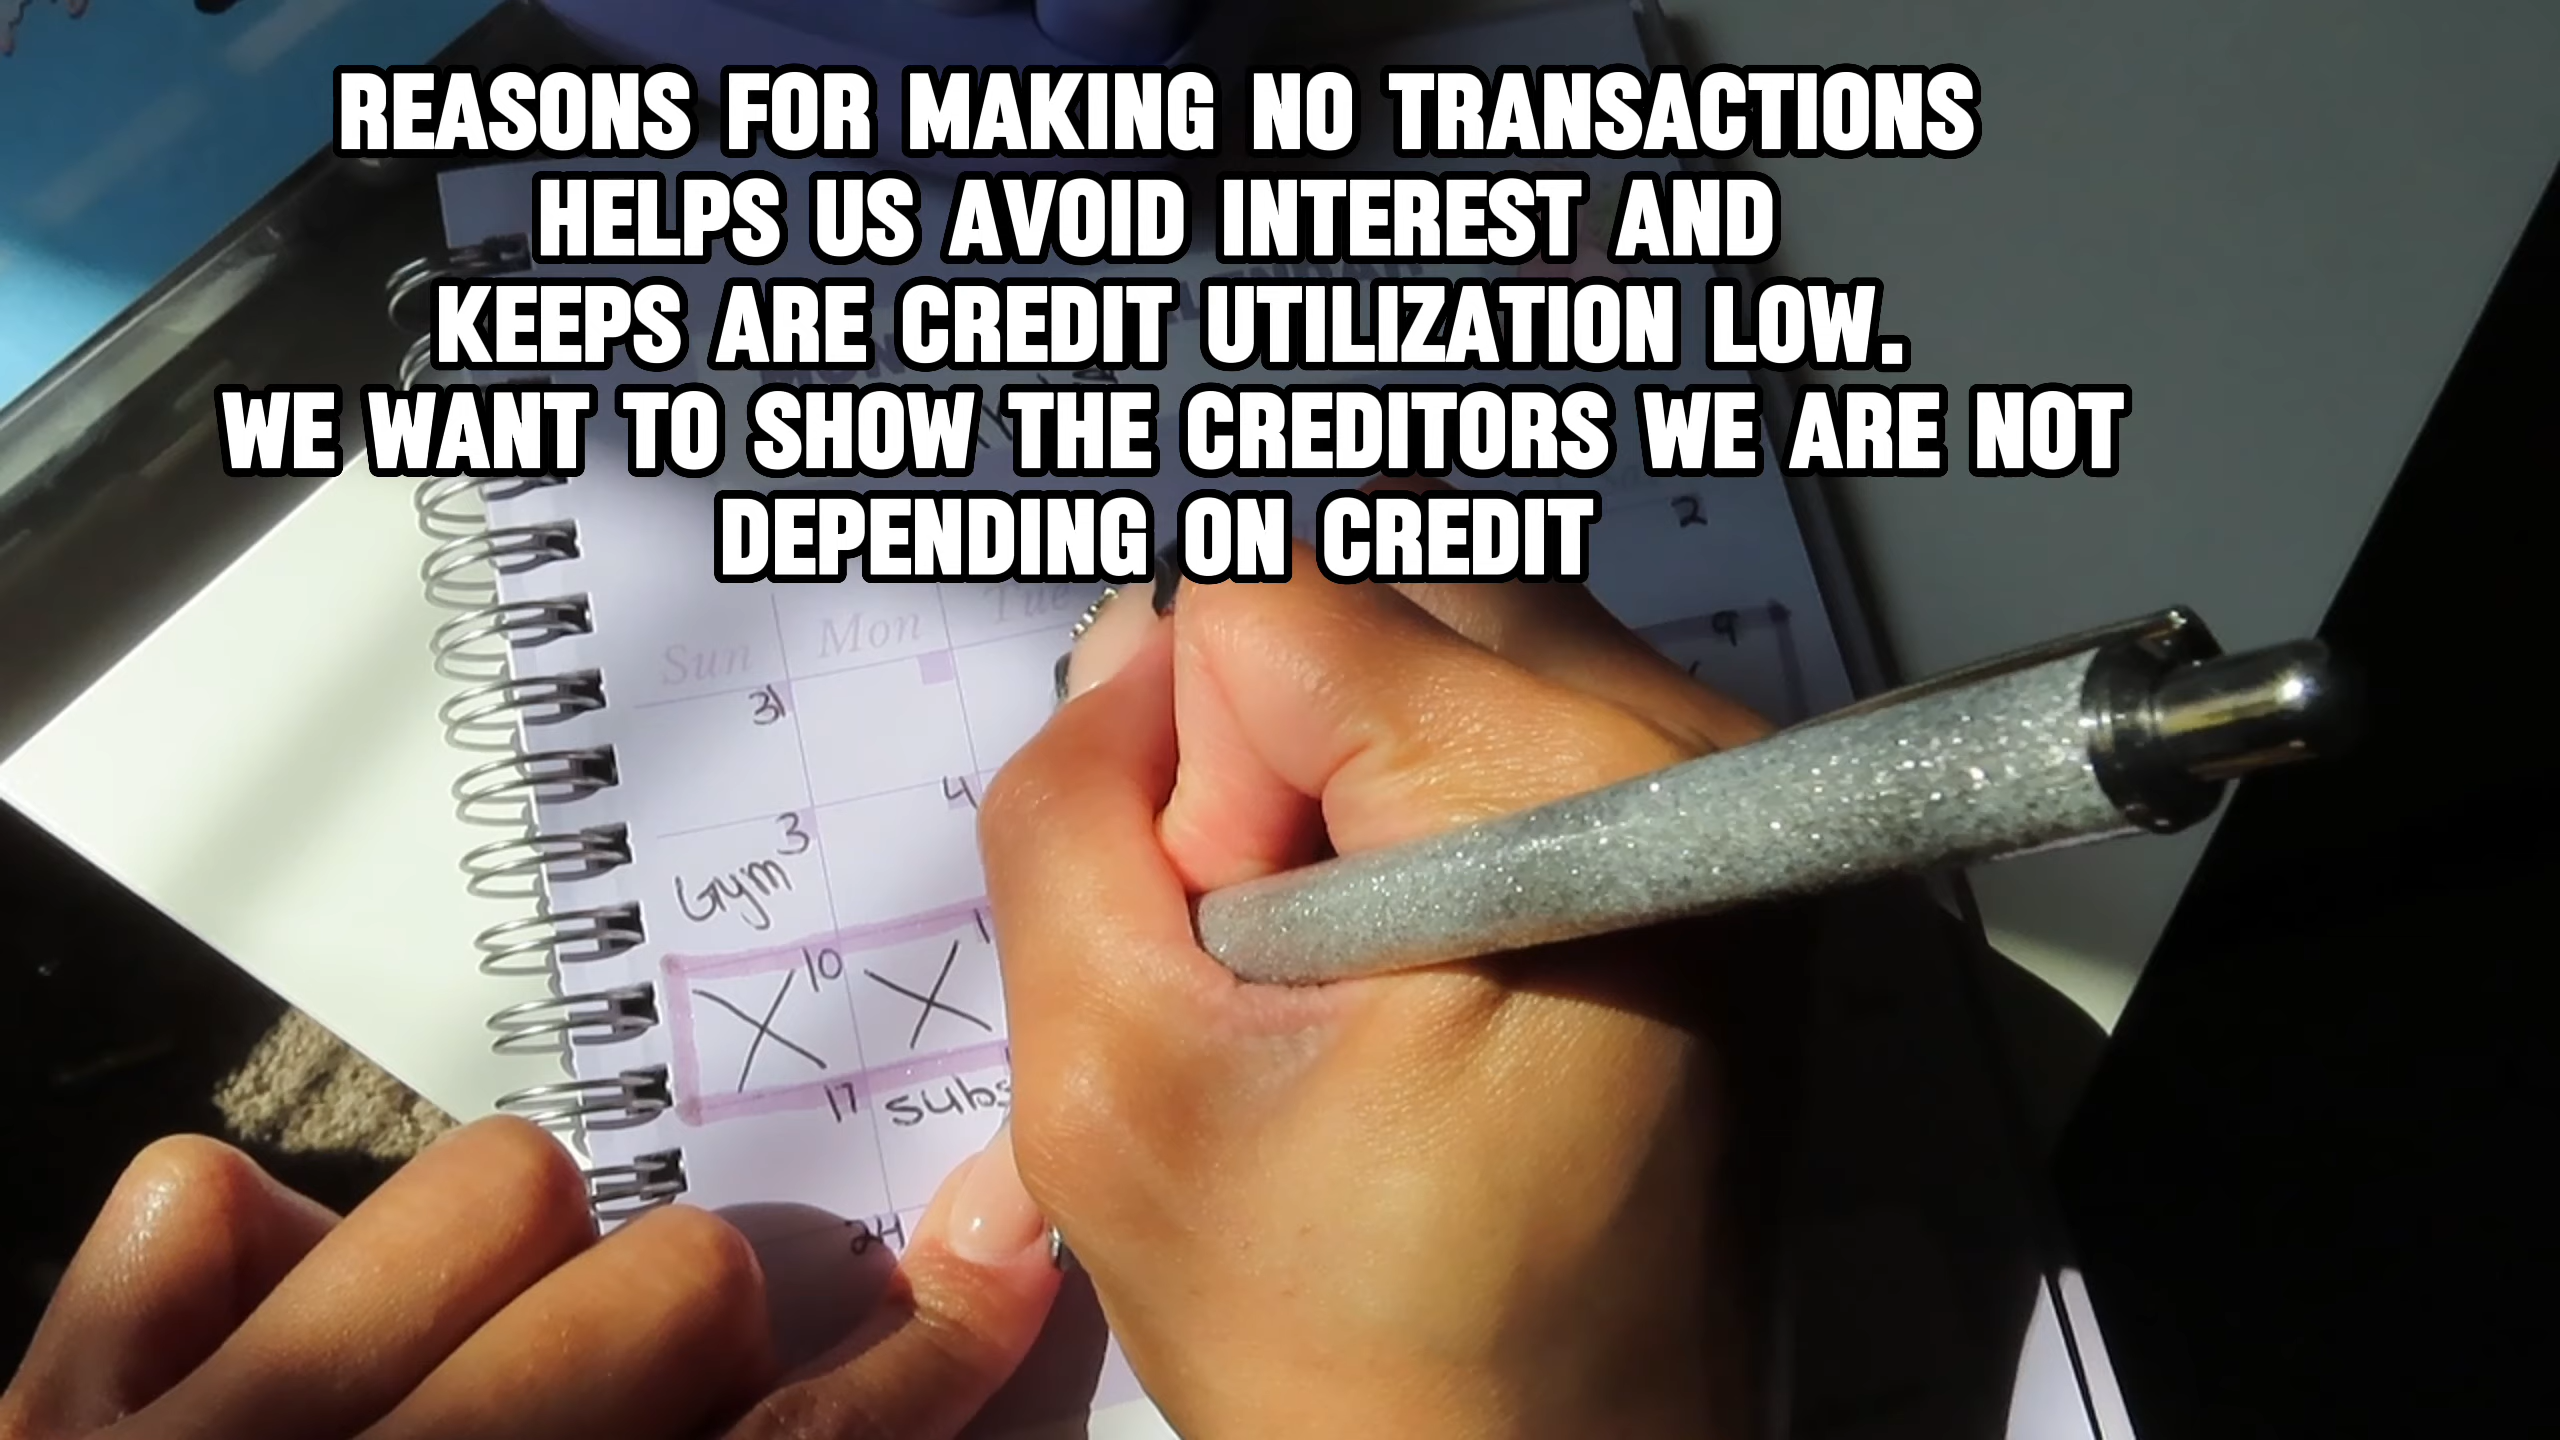 REASONS FOR MAKING NO TRANSACTIONS
HELPS US AVOID INTEREST AND
KEEPS ARE CREDIT UTILIZATION LOW.
WE WANT TO SHOW THE CREDITORS WE ARE NOT
DEPENDING ON CREDIT
2
Sun Mon Tue
9
31
4
3
Gym
10
X X
17 subs
24